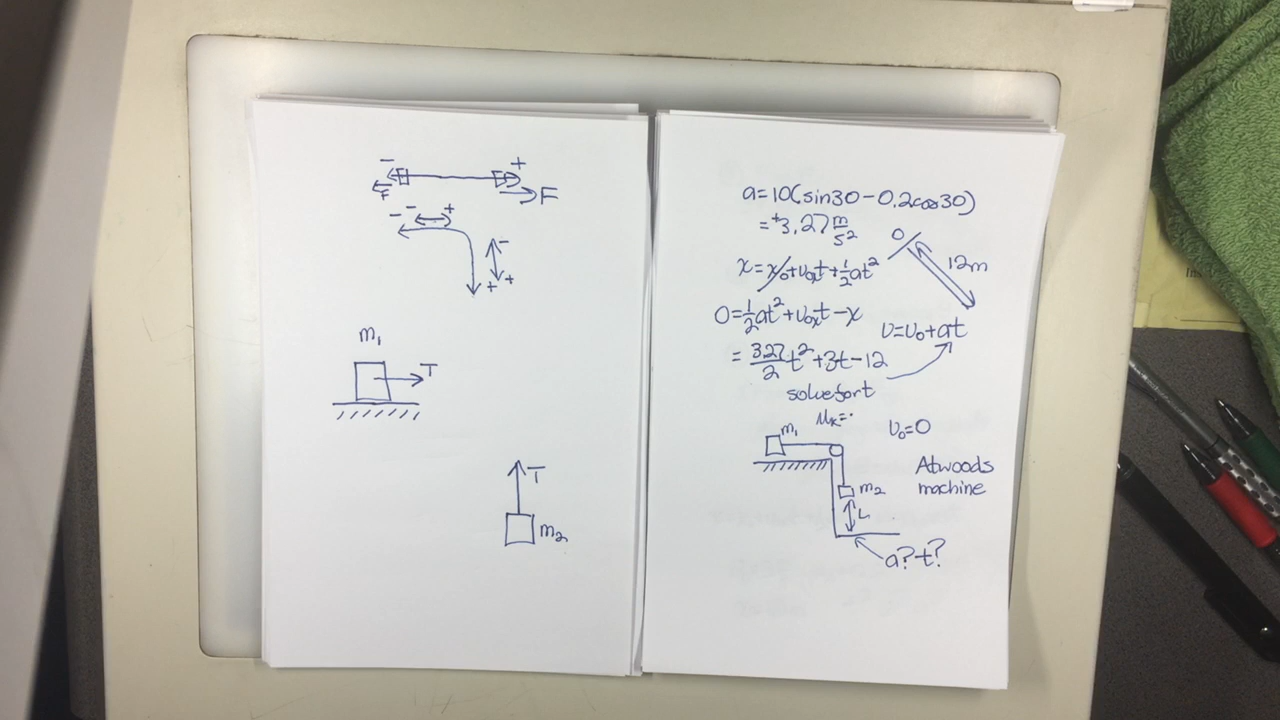 - +
F F
- - +
-
+ +
m₁
T
T
m₂
a=10(sin30-0.2cos30)
=+3.27 m/s²
O
x=x₀+v₀ₓt+½at²
12m
0=½at²+v₀ₓt-x
v=v₀+at
=3.27/2 t²+3t-12
solve for t
μₖ=.
m₁
v₀=0
Atwoods
machine
m₂
L
a? t?